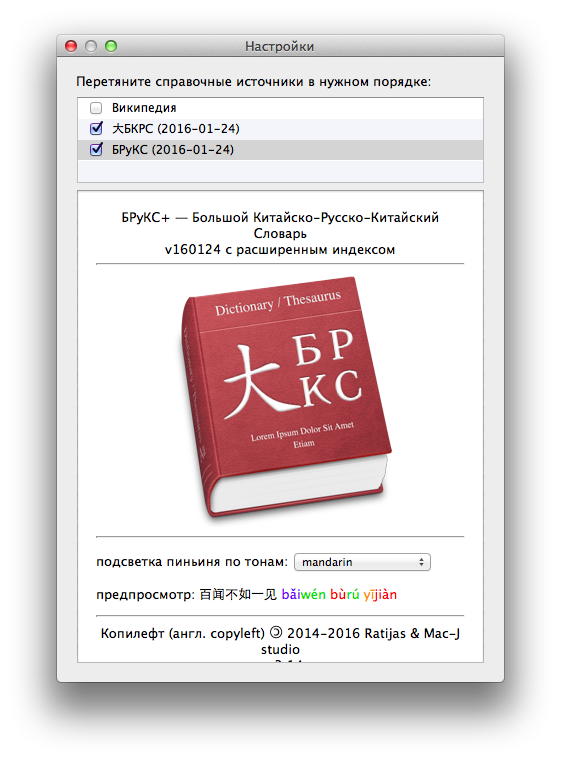 Настройки
Перетяните справочные источники в нужном порядке:
Википедия
大БКРС (2016-01-24)
БРуКС (2016-01-24)
БРуКС+ — Большой Китайско-Русско-Китайский
Словарь
v160124 с расширенным индексом
Dictionary / Thesaurus
大 БР
КС
Lorem Ipsum Dolor Sit Amet
Etiam
подсветка пиньиня по тонам: mandarin
предпросмотр: 百闻不如一见 bǎiwén bùrú yījiàn
Копилефт (англ. copyleft) 🄯 2014-2016 Ratijas & Mac-J
studio